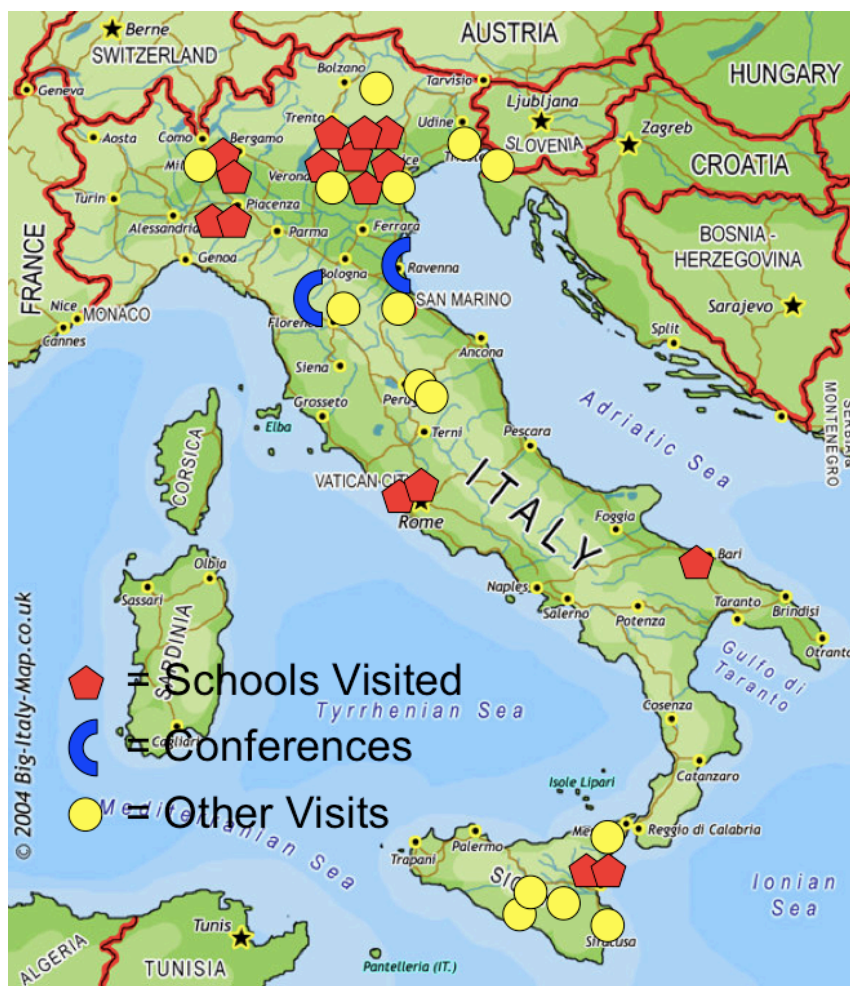 Berne
AUSTRIA
SWITZERLAND
HUNGARY
Geneva
Bolzano
Tarvisio
Ljubljana
Aosta
Como
Bergamo
Trento
Udine
SLOVENIA
Zagreb
CROATIA
Verona
Turin
Piacenza
Alessandria
Parma
Ferrara
BOSNIA -
HERZEGOVINA
FRANCE
Genoa
Bologna
Ravenna
Nice
MONACO
SAN MARINO
Sarajevo
Cannes
Split
Siena
Ancona
Grosseto
Elba
Adriatic Sea
MONTENEGRO
CORSICA
Terni
Pescara
VATICAN
ITALY
Rome
Foggia
Bari
Olbia
Sassari
Naples
Salerno
Potenza
Taranto
Brindisi
Otranto
SARDINIA
Gulfo di
Taranto
= Schools Visited
Tyrrhenian Sea
Cosenza
Cagliari
= Conferences
Catanzaro
Isole Lipari
= Other Visits
Mediterranean Sea
Reggio di Calabria
Trapani
Palermo
Ionian
Sea
Siracusa
Tunis
ALGERIA
TUNISIA
Pantelleria (IT.)
© 2004 Big-Italy-Map.co.uk